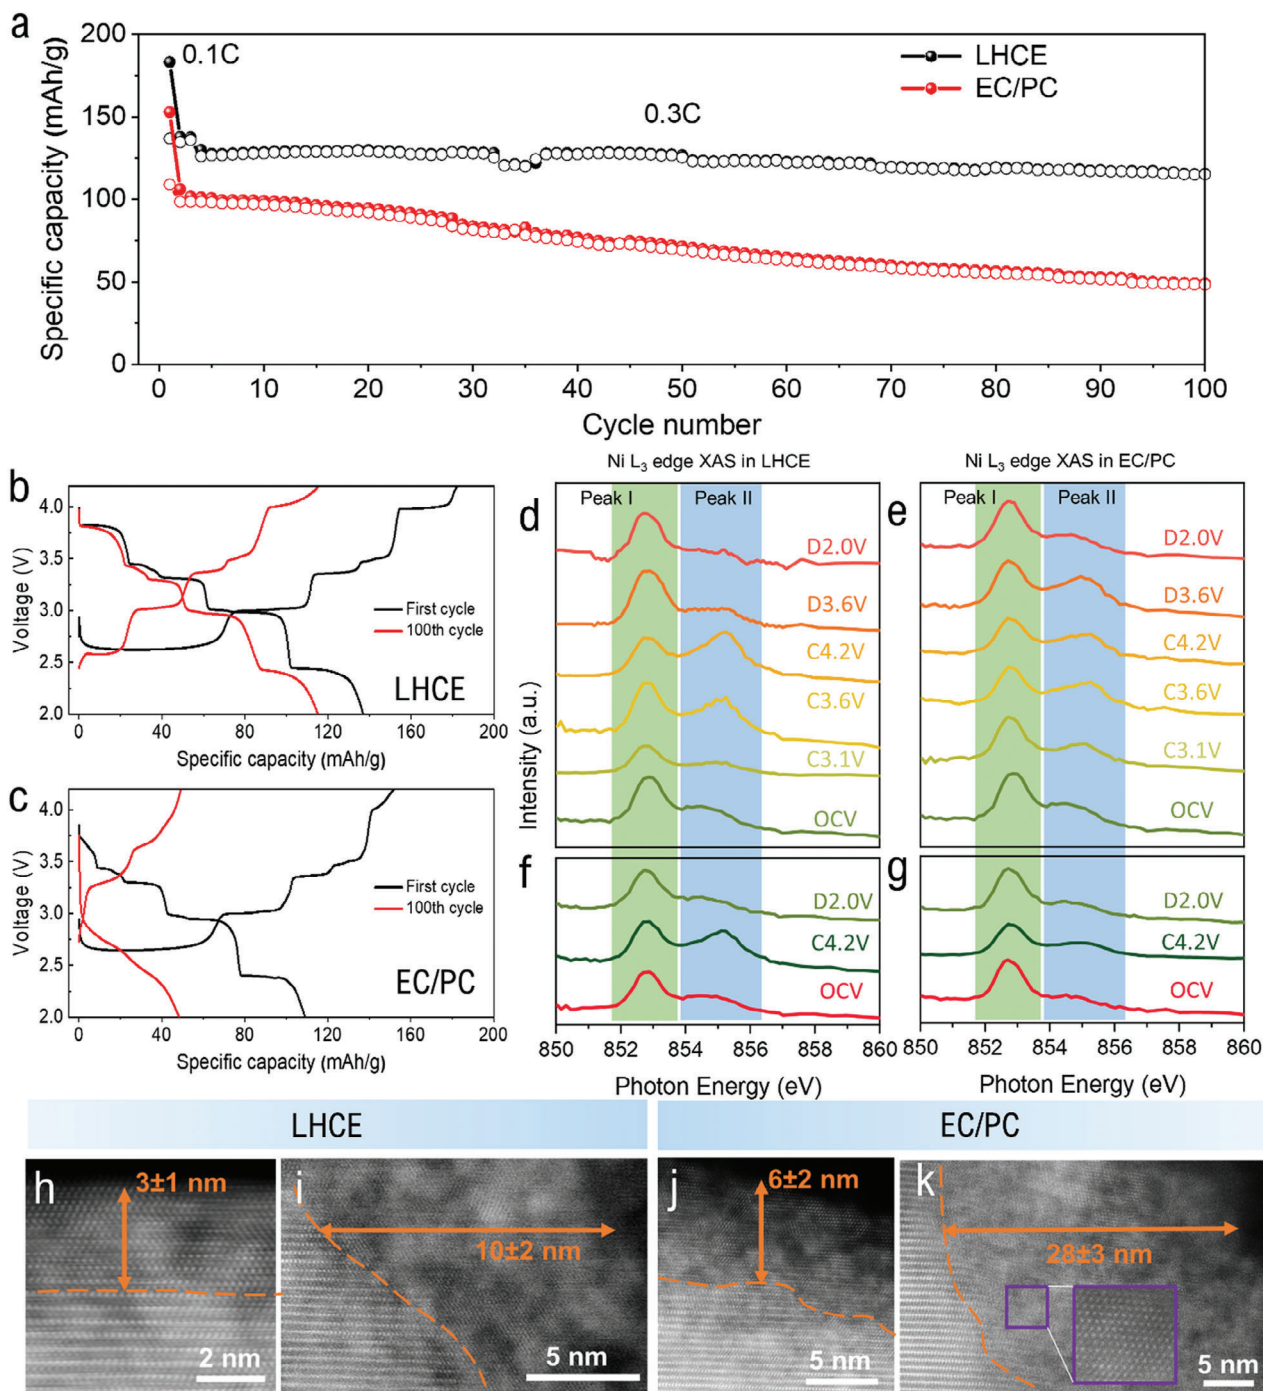 a
200
150
100
50
0
Specific capacity (mAh/g)
0.1C
0.3C
LHCE
EC/PC
0 10 20 30 40 50 60 70 80 90 100
Cycle number
b
4.0
3.5
3.0
2.5
2.0
Voltage (V)
First cycle
100th cycle
LHCE
0 40 80 120 160 200
Specific capacity (mAh/g)
c
4.0
3.5
3.0
2.5
2.0
Voltage (V)
First cycle
100th cycle
EC/PC
0 40 80 120 160 200
Specific capacity (mAh/g)
Ni L₃ edge XAS in LHCE
d
Peak I Peak II
D2.0V
D3.6V
C4.2V
C3.6V
C3.1V
OCV
Intensity (a.u.)
Ni L₃ edge XAS in EC/PC
e
Peak I Peak II
D2.0V
D3.6V
C4.2V
C3.6V
C3.1V
OCV
f
D2.0V
C4.2V
OCV
850 852 854 856 858 860
Photon Energy (eV)
g
D2.0V
C4.2V
OCV
850 852 854 856 858 860
Photon Energy (eV)
LHCE
EC/PC
h
3±1 nm
2 nm
i
10±2 nm
5 nm
j
6±2 nm
5 nm
k
28±3 nm
5 nm